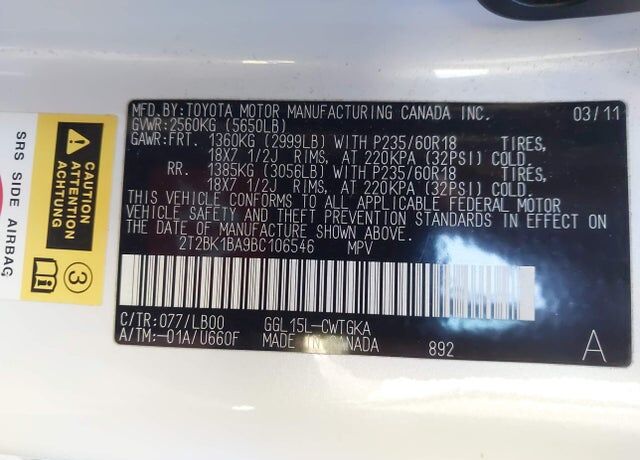 MFD.BY:TOYOTA MOTOR MANUFACTURING CANADA INC. 03/11
GVWR:2560KG (5650LB)
GAWR:FRT. 1360KG (2999LB) WITH P235/60R18 TIRES,
18X7 1/2J RIMS, AT 220KPA (32PSI) COLD.
RR. 1385KG (3056LB) WITH P235/60R18 TIRES,
18X7 1/2J RIMS, AT 220KPA (32PSI) COLD.
THIS VEHICLE CONFORMS TO ALL APPLICABLE FEDERAL MOTOR
VEHICLE SAFETY AND THEFT PREVENTION STANDARDS IN EFFECT ON
THE DATE OF MANUFACTURE SHOWN ABOVE.
2T2BK1BA9BC106546 MPV
C/TR:077/LB00 GGL15L-CWTGKA
A/TM:-01A/U660F MADE IN CANADA 892 A
SRS SIDE AIRBAG
CAUTION
ATTENTION
ACHTUNG
3